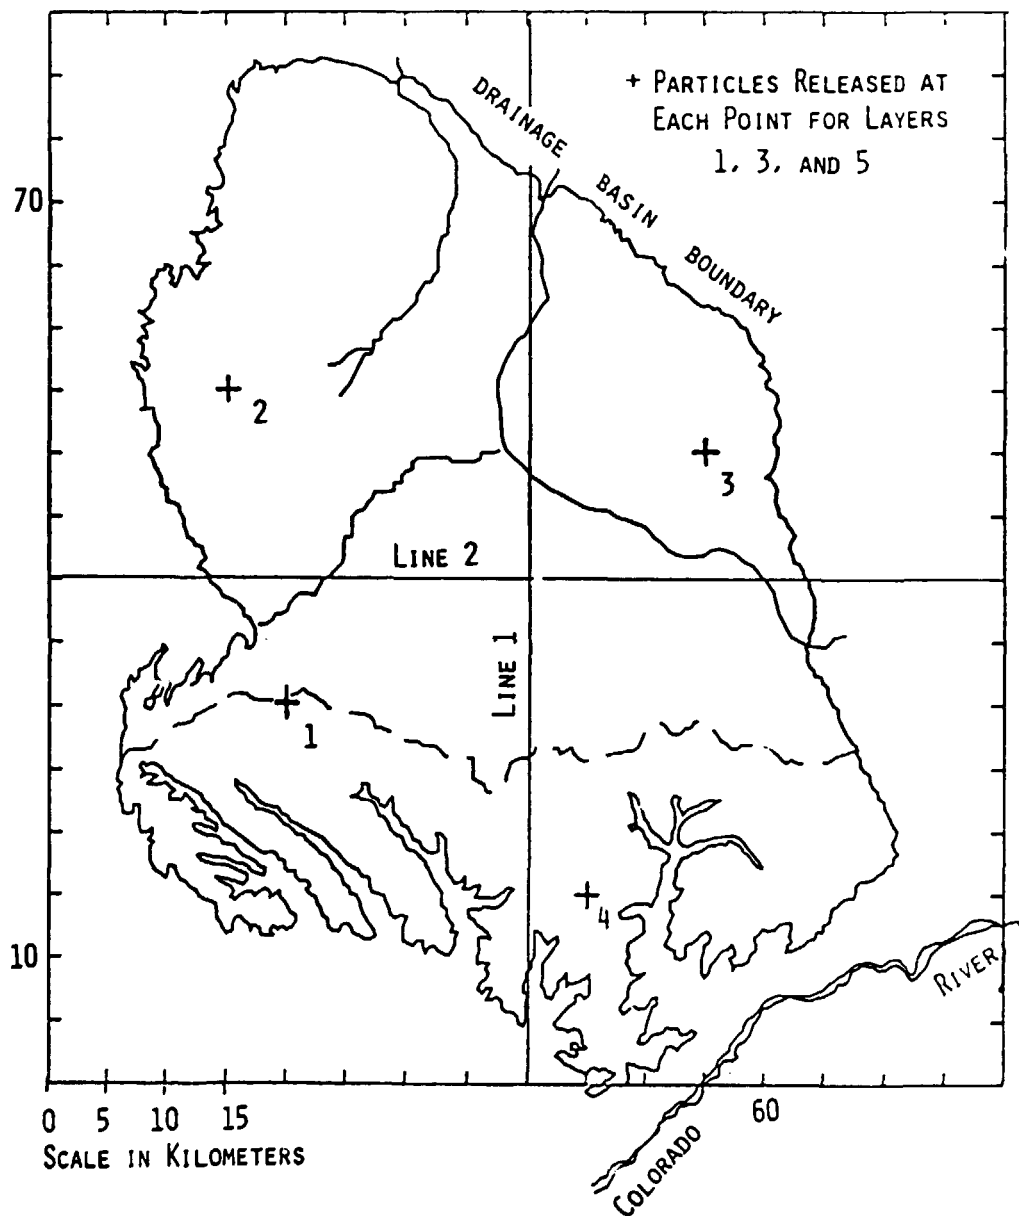 + PARTICLES RELEASED AT
EACH POINT FOR LAYERS
1, 3, AND 5
DRAINAGE BASIN BOUNDARY
70
2
3
LINE 2
LINE 1
1
4
10
RIVER
COLORADO
0 5 10 15
60
SCALE IN KILOMETERS